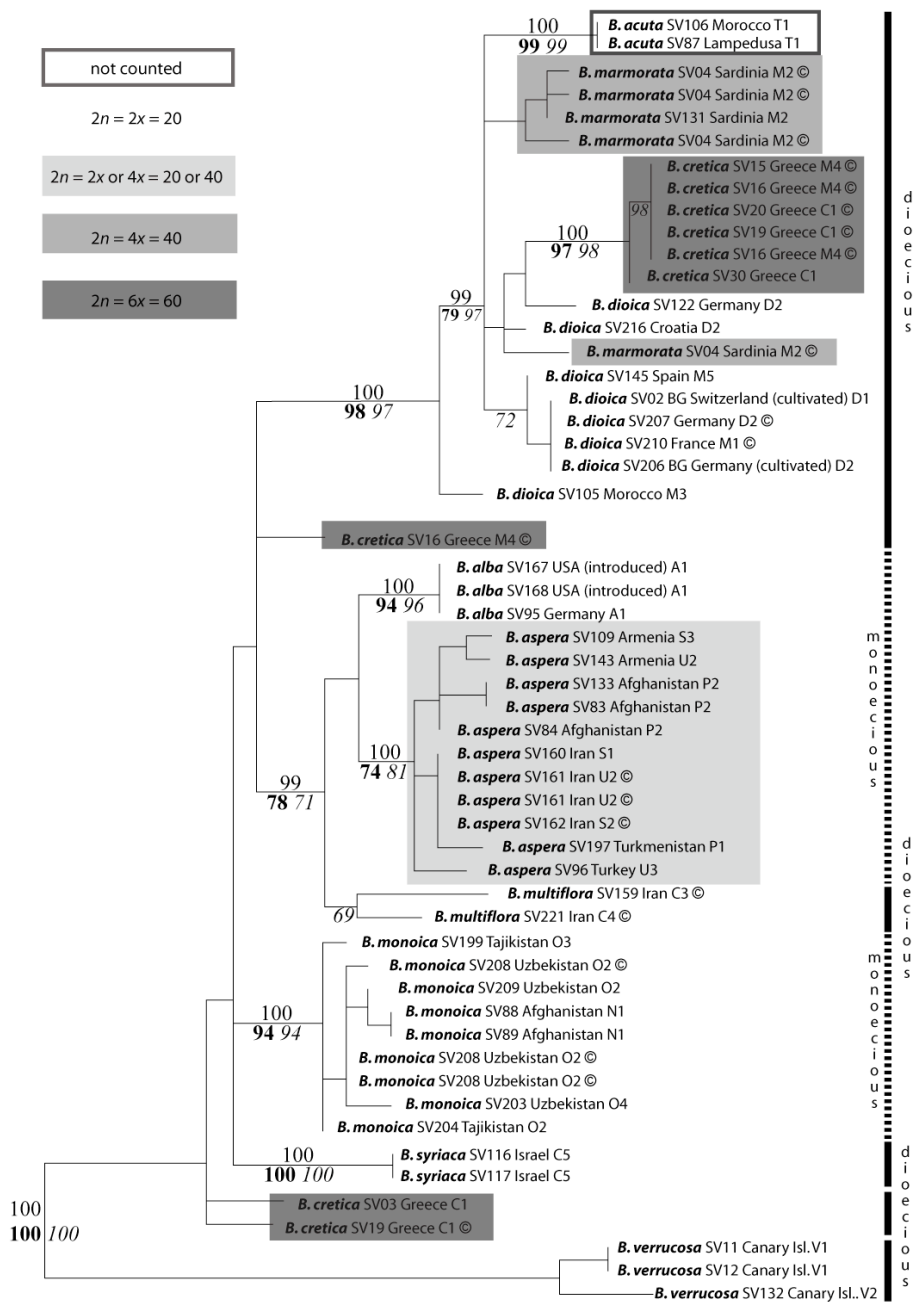 not counted
2n = 2x = 20
2n = 2x or 4x = 20 or 40
2n = 4x = 40
2n = 6x = 60
100
99 99
B. acuta SV106 Morocco T1
B. acuta SV87 Lampedusa T1
B. marmorata SV04 Sardinia M2 ©
B. marmorata SV04 Sardinia M2 ©
B. marmorata SV131 Sardinia M2
B. marmorata SV04 Sardinia M2 ©
B. cretica SV15 Greece M4 ©
B. cretica SV16 Greece M4 ©
98
B. cretica SV20 Greece C1 ©
B. cretica SV19 Greece C1 ©
100
97 98
B. cretica SV16 Greece M4 ©
B. cretica SV30 Greece C1
99
79 97
B. dioica SV122 Germany D2
B. dioica SV216 Croatia D2
B. marmorata SV04 Sardinia M2 ©
B. dioica SV145 Spain M5
100
98 97
B. dioica SV02 BG Switzerland (cultivated) D1
72
B. dioica SV207 Germany D2 ©
B. dioica SV210 France M1 ©
B. dioica SV206 BG Germany (cultivated) D2
B. dioica SV105 Morocco M3
dioecious
B. cretica SV16 Greece M4 ©
B. alba SV167 USA (introduced) A1
100
94 96
B. alba SV168 USA (introduced) A1
B. alba SV95 Germany A1
B. aspera SV109 Armenia S3
B. aspera SV143 Armenia U2
B. aspera SV133 Afghanistan P2
B. aspera SV83 Afghanistan P2
B. aspera SV84 Afghanistan P2
100
74 81
B. aspera SV160 Iran S1
B. aspera SV161 Iran U2 ©
99
78 71
B. aspera SV161 Iran U2 ©
B. aspera SV162 Iran S2 ©
B. aspera SV197 Turkmenistan P1
B. aspera SV96 Turkey U3
monoecious
B. multiflora SV159 Iran C3 ©
69
B. multiflora SV221 Iran C4 ©
dioecious
B. monoica SV199 Tajikistan O3
B. monoica SV208 Uzbekistan O2 ©
B. monoica SV209 Uzbekistan O2
100
94 94
B. monoica SV88 Afghanistan N1
B. monoica SV89 Afghanistan N1
B. monoica SV208 Uzbekistan O2 ©
B. monoica SV208 Uzbekistan O2 ©
B. monoica SV203 Uzbekistan O4
B. monoica SV204 Tajikistan O2
monoecious
100
100 100
B. syriaca SV116 Israel C5
B. syriaca SV117 Israel C5
B. cretica SV03 Greece C1
B. cretica SV19 Greece C1 ©
100
100 100
B. verrucosa SV11 Canary Isl. V1
B. verrucosa SV12 Canary Isl. V1
B. verrucosa SV132 Canary Isl.. V2
dioecious